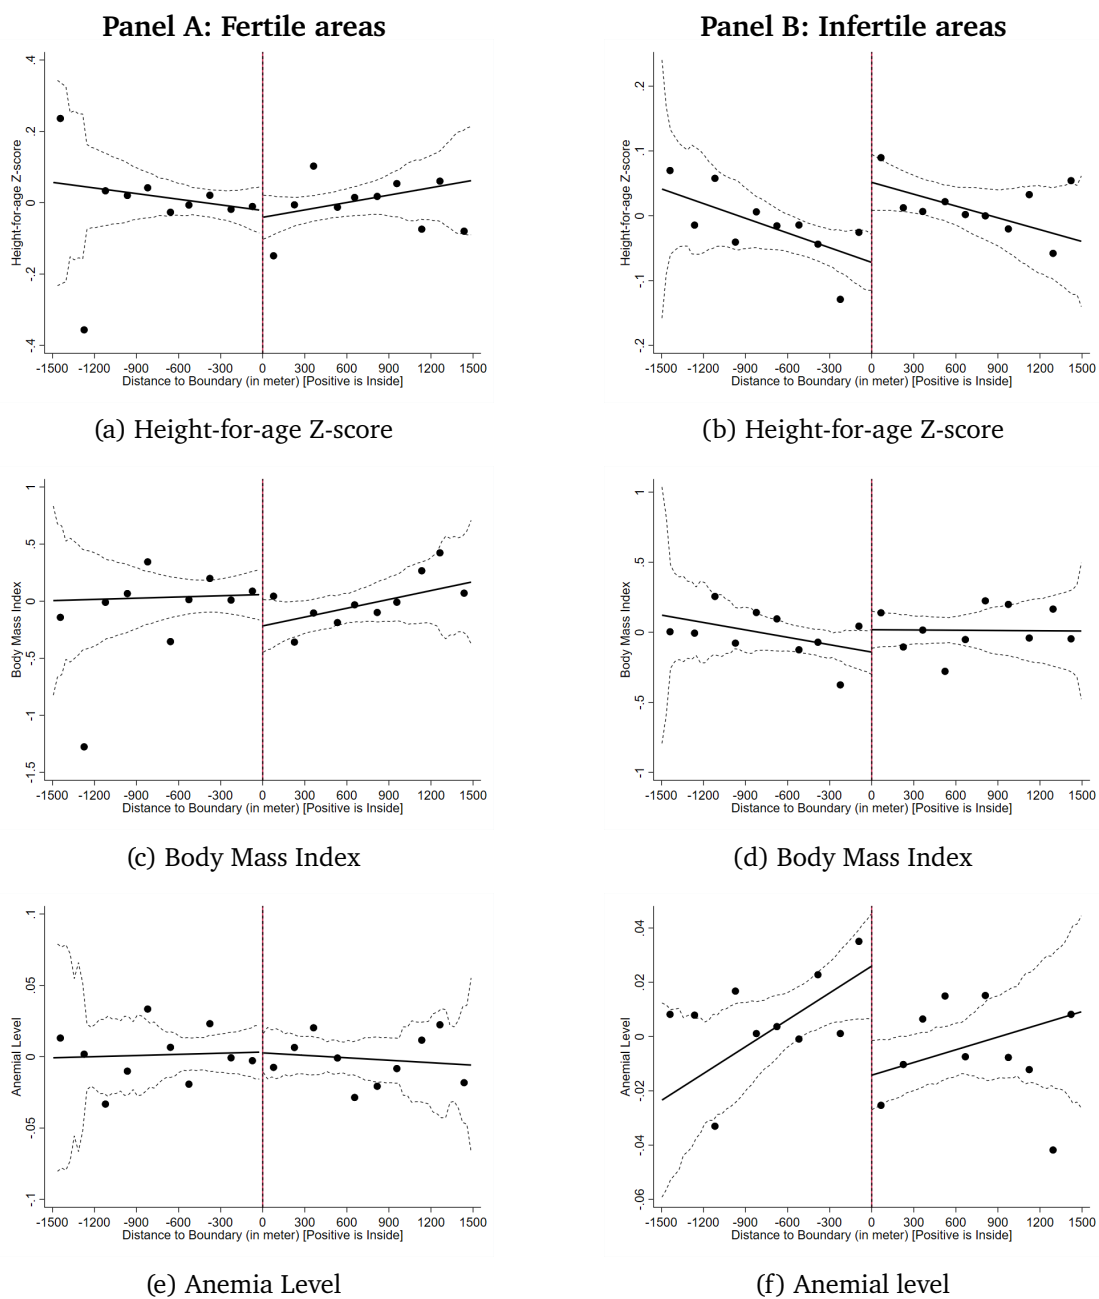 Panel A: Fertile areas
Panel B: Infertile areas
Height-for-age Z-score
.4
.2
0
-.2
-.4
-1500 -1200 -900 -600 -300 0 300 600 900 1200 1500
Distance to Boundary (in meter) [Positive is Inside]
(a) Height-for-age Z-score
Height-for-age Z-score
.2
.1
0
-.1
-.2
-1500 -1200 -900 -600 -300 0 300 600 900 1200 1500
Distance to Boundary (in meter) [Positive is Inside]
(b) Height-for-age Z-score
Body Mass Index
1
.5
0
-.5
-1
-1.5
-1500 -1200 -900 -600 -300 0 300 600 900 1200 1500
Distance to Boundary (in meter) [Positive is Inside]
(c) Body Mass Index
Body Mass Index
1
.5
0
-.5
-1
-1500 -1200 -900 -600 -300 0 300 600 900 1200 1500
Distance to Boundary (in meter) [Positive is Inside]
(d) Body Mass Index
Anemial Level
.1
.05
0
-.05
-.1
-1500 -1200 -900 -600 -300 0 300 600 900 1200 1500
Distance to Boundary (in meter) [Positive is Inside]
(e) Anemia Level
Anemial Level
.04
.02
0
-.02
-.04
-.06
-1500 -1200 -900 -600 -300 0 300 600 900 1200 1500
Distance to Boundary (in meter) [Positive is Inside]
(f) Anemial level